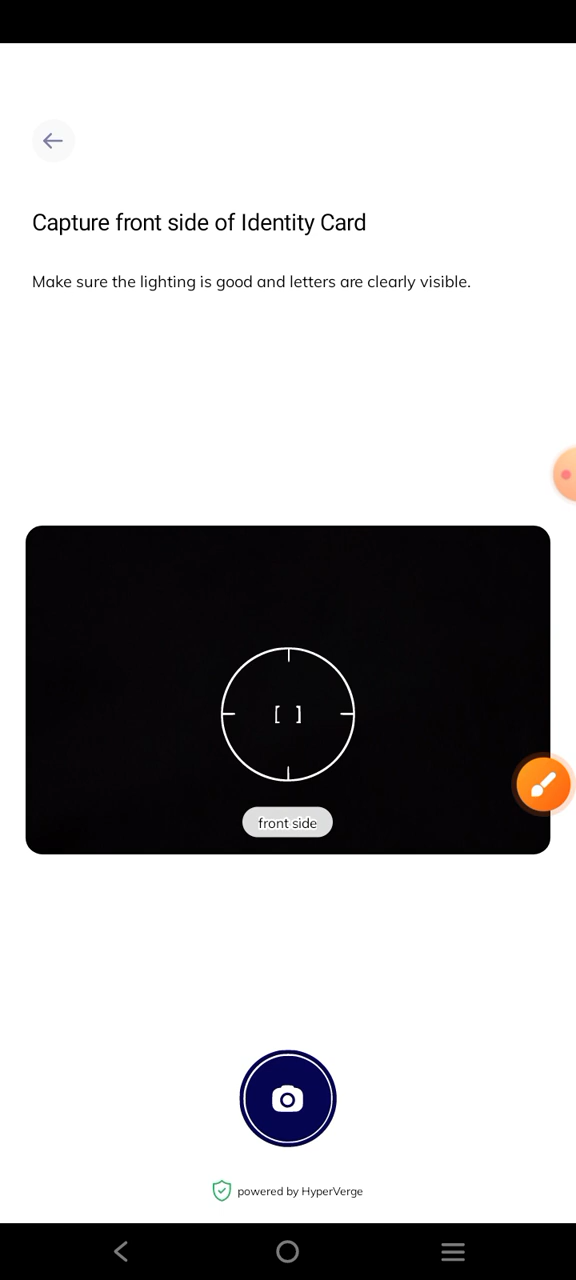 Capture front side of Identity Card
Make sure the lighting is good and letters are clearly visible.
[ ]
front side
powered by HyperVerge